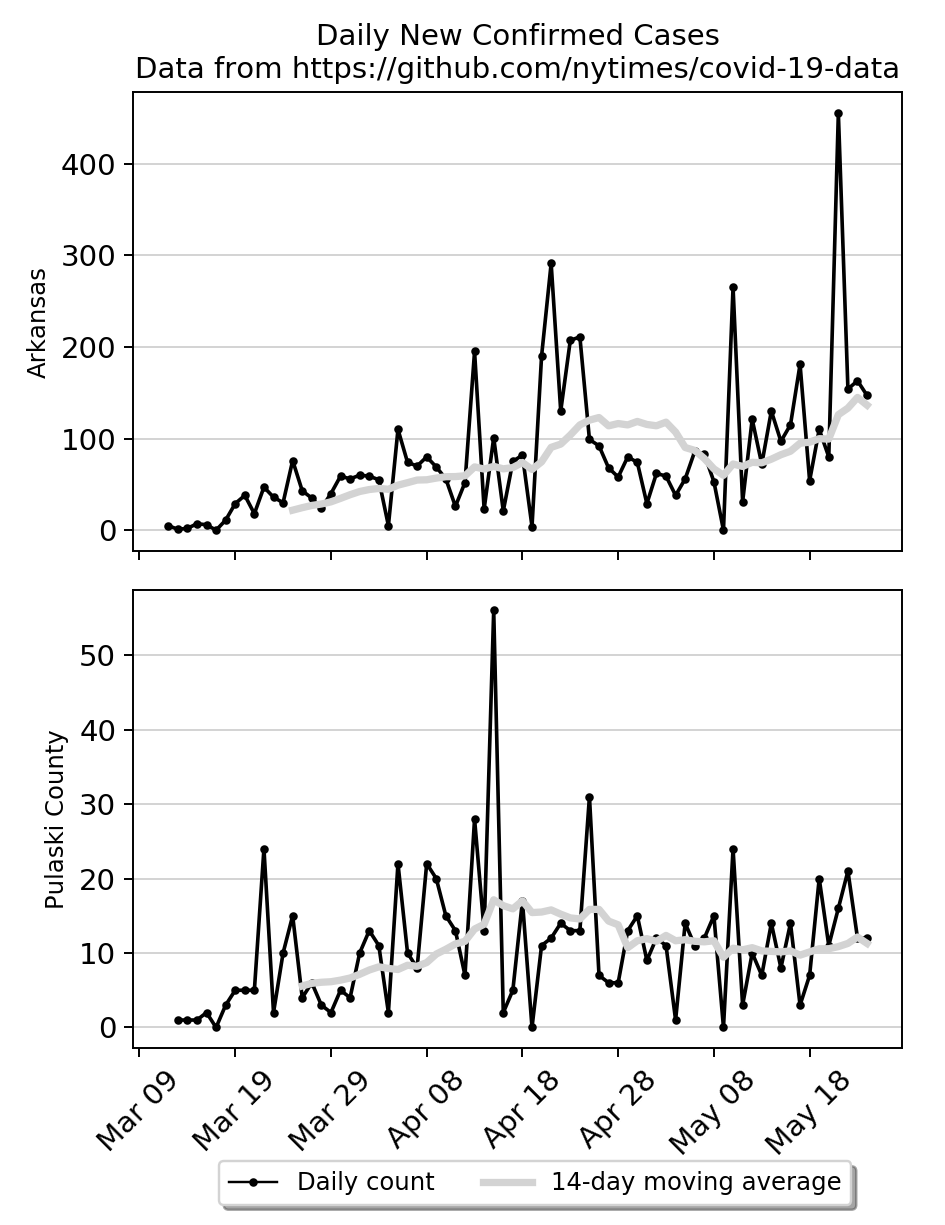 Daily New Confirmed Cases
Data from https://github.com/nytimes/covid-19-data
Arkansas
400
300
200
100
0
Pulaski County
50
40
30
20
10
0
Mar 09
Mar 19
Mar 29
Apr 08
Apr 18
Apr 28
May 08
May 18
Daily count
14-day moving average